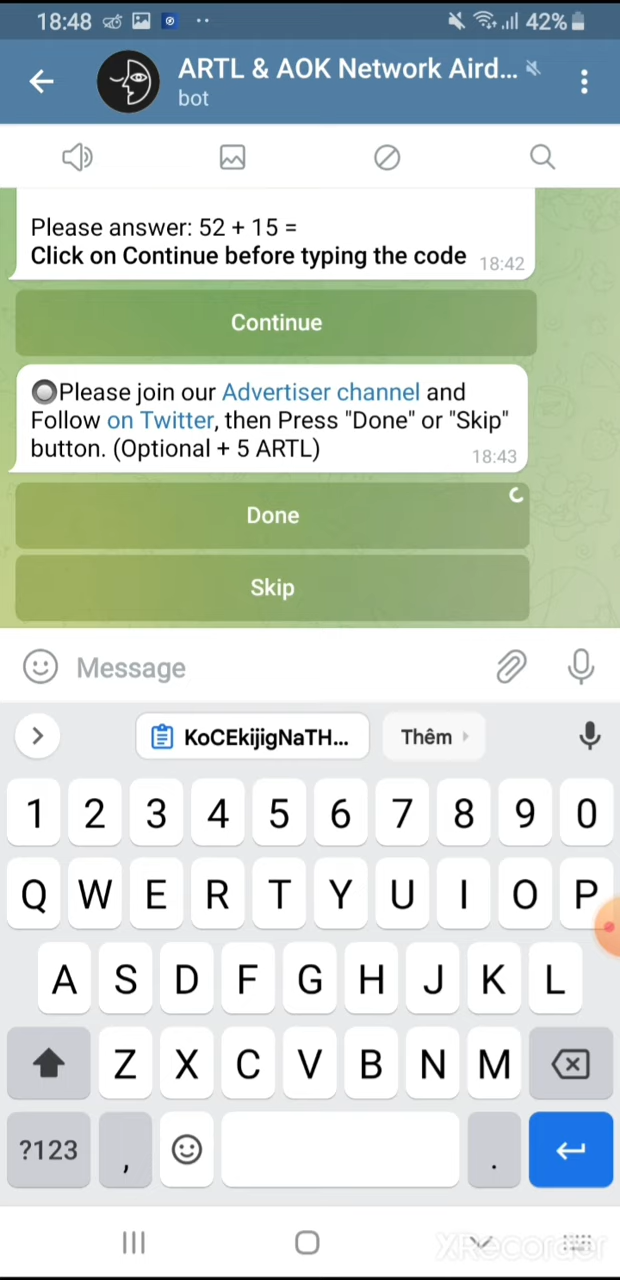 18:48
42%
ARTL & AOK Network Aird...
bot
Please answer: 52 + 15 =
Click on Continue before typing the code
18:42
Continue
Please join our Advertiser channel and
Follow on Twitter, then Press "Done" or "Skip"
button. (Optional + 5 ARTL)
18:43
Done
Skip
Message
KoCEkijigNaTH...
Thêm
1 2 3 4 5 6 7 8 9 0
Q W E R T Y U I O P
A S D F G H J K L
Z X C V B N M
?123 , .
XRecorder